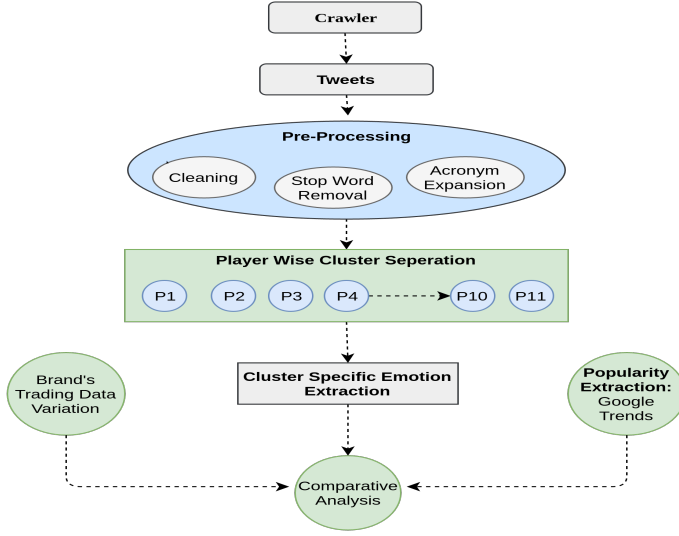 Crawler
Tweets
Pre-Processing
Cleaning
Stop Word
Removal
Acronym
Expansion
Player Wise Cluster Seperation
P1 P2 P3 P4 P10 P11
Cluster Specific Emotion
Extraction
Brand's
Trading Data
Variation
Popularity
Extraction:
Google
Trends
Comparative
Analysis